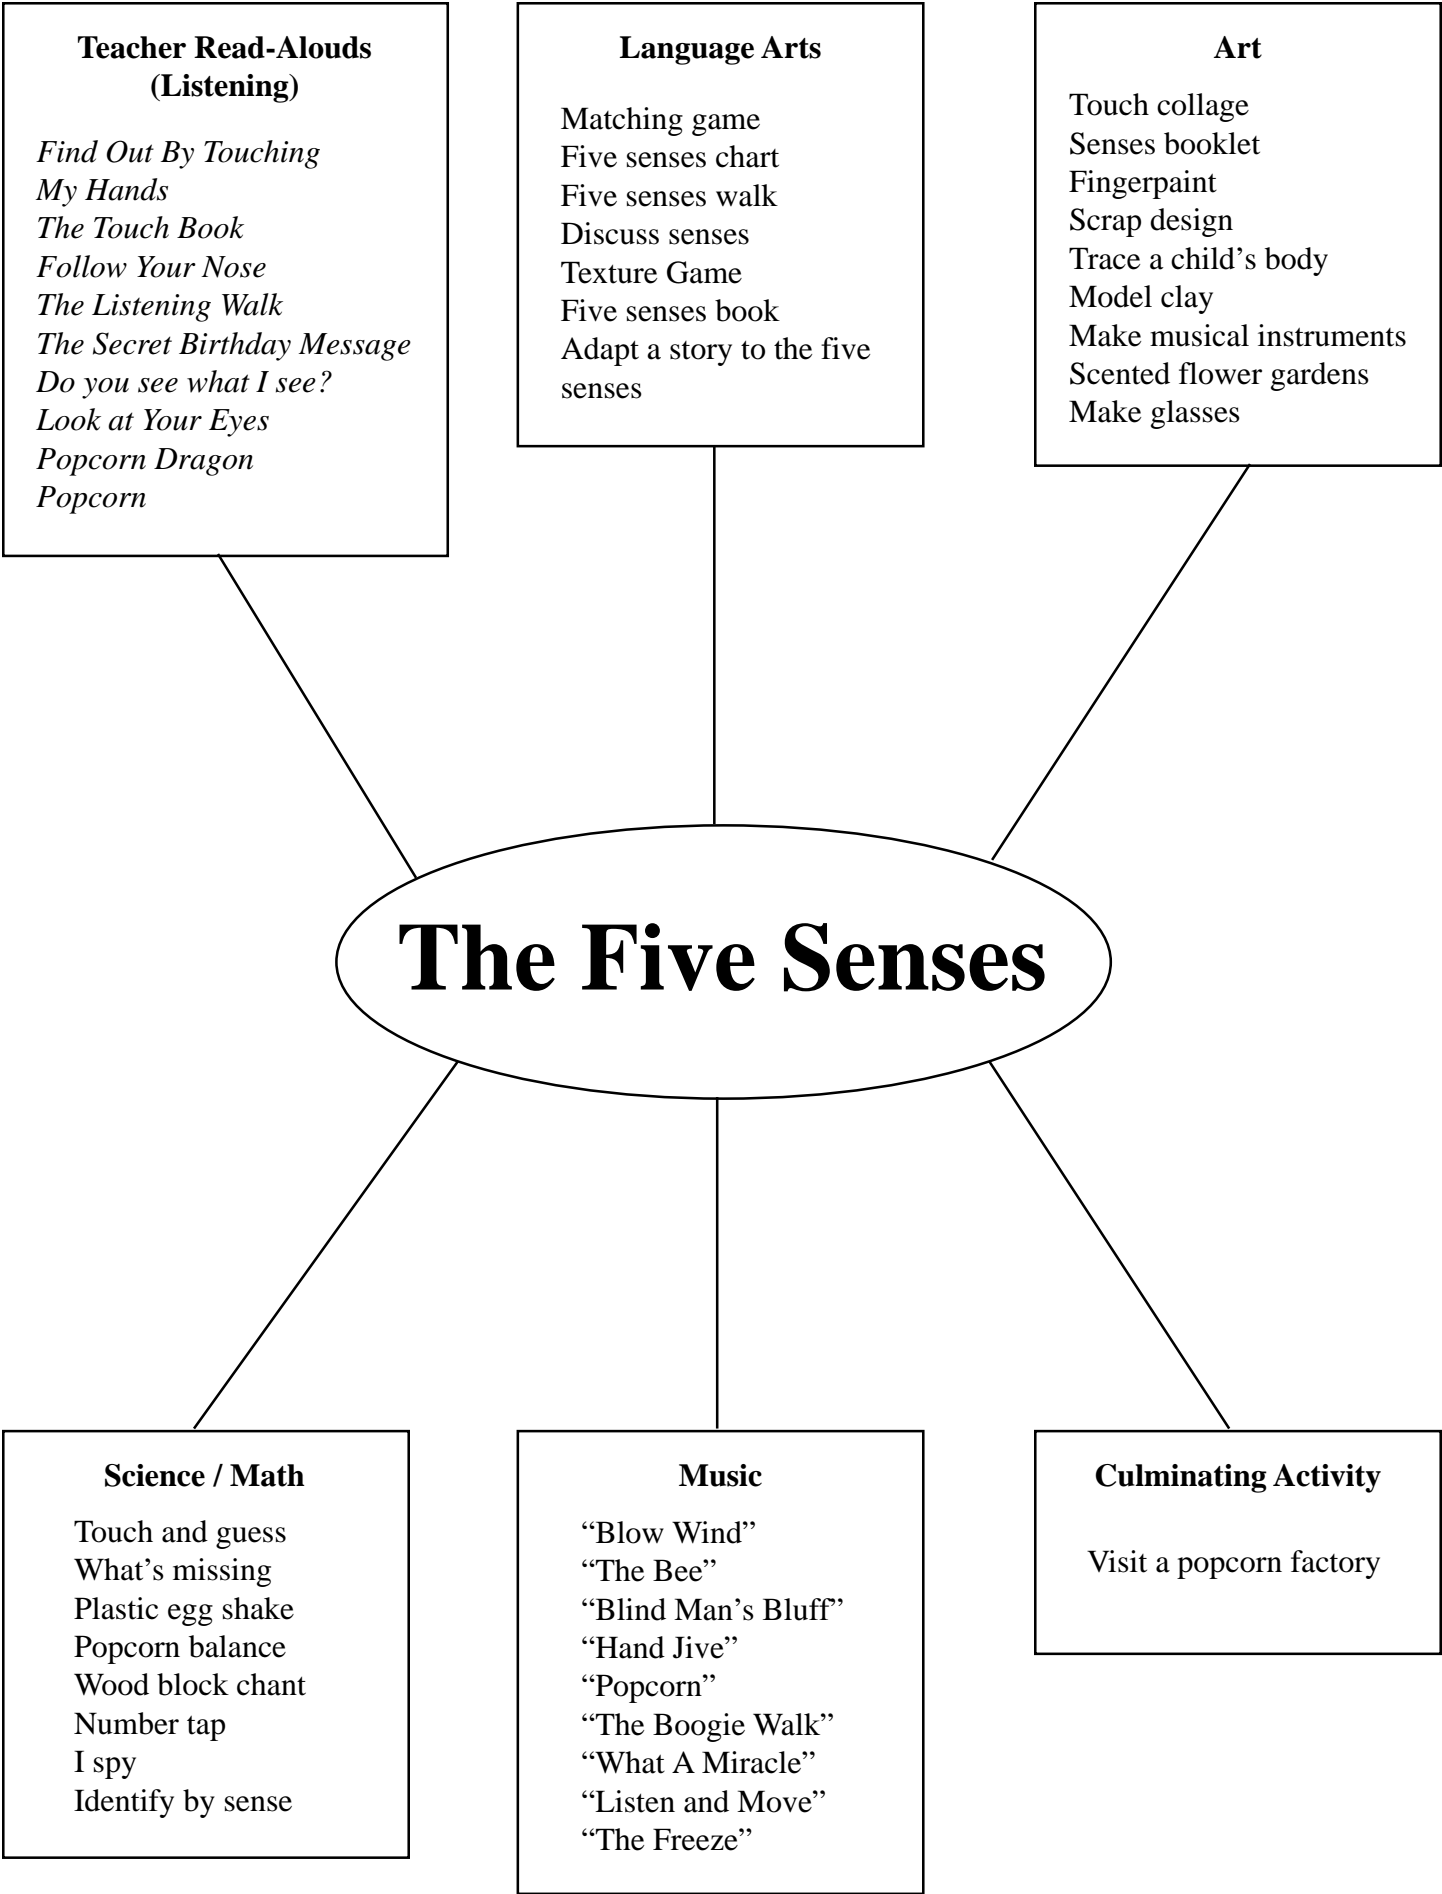 Teacher Read-Alouds
(Listening)
Find Out By Touching
My Hands
The Touch Book
Follow Your Nose
The Listening Walk
The Secret Birthday Message
Do you see what I see?
Look at Your Eyes
Popcorn Dragon
Popcorn
Language Arts
Matching game
Five senses chart
Five senses walk
Discuss senses
Texture Game
Five senses book
Adapt a story to the five
senses
Art
Touch collage
Senses booklet
Fingerpaint
Scrap design
Trace a child’s body
Model clay
Make musical instruments
Scented flower gardens
Make glasses
The Five Senses
Science / Math
Touch and guess
What’s missing
Plastic egg shake
Popcorn balance
Wood block chant
Number tap
I spy
Identify by sense
Music
“Blow Wind”
“The Bee”
“Blind Man’s Bluff”
“Hand Jive”
“Popcorn”
“The Boogie Walk”
“What A Miracle”
“Listen and Move”
“The Freeze”
Culminating Activity
Visit a popcorn factory